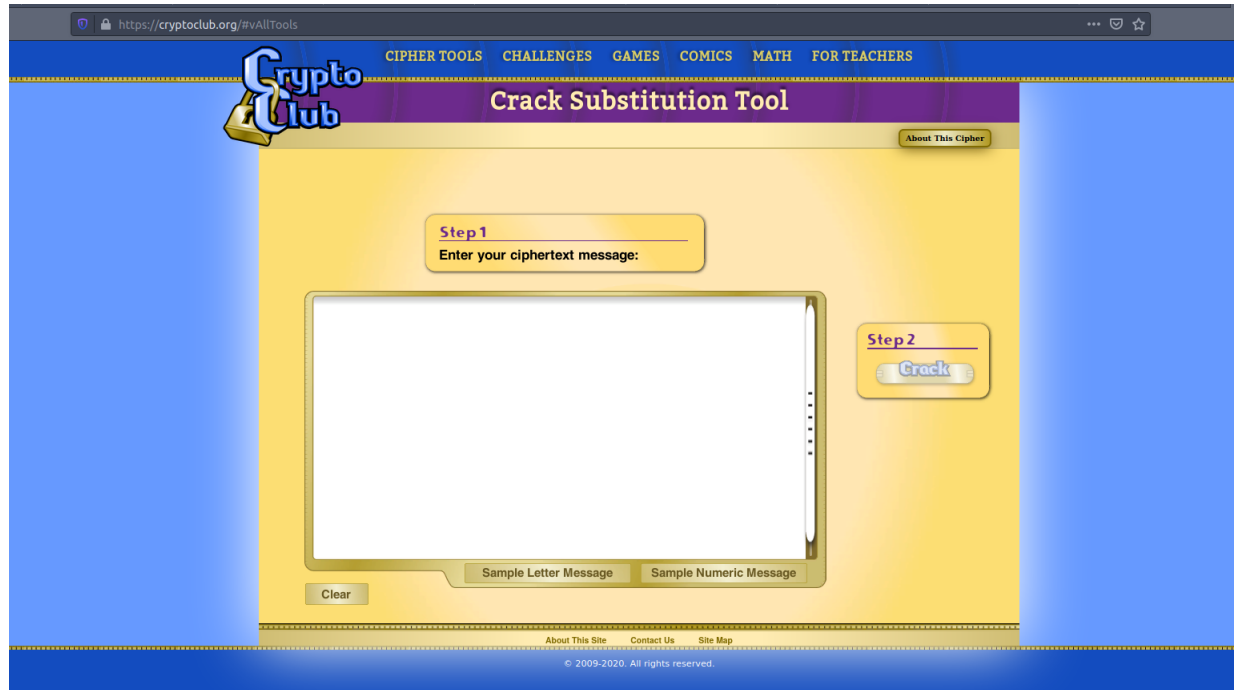 https://cryptoclub.org/#vAllTools
Crypto Club
CIPHER TOOLS CHALLENGES GAMES COMICS MATH FOR TEACHERS
Crack Substitution Tool
About This Cipher
Step 1
Enter your ciphertext message:
Step 2
Crack
Sample Letter Message Sample Numeric Message
Clear
About This Site Contact Us Site Map
© 2009-2020. All rights reserved.